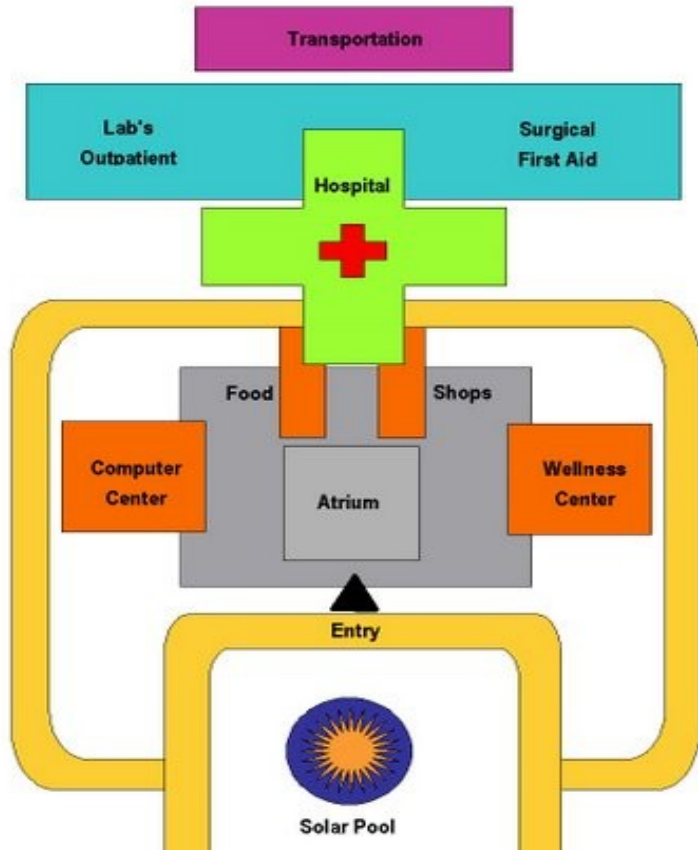 Transportation
Lab's
Outpatient
Surgical
First Aid
Hospital
Food
Shops
Computer
Center
Wellness
Center
Atrium
Entry
Solar Pool